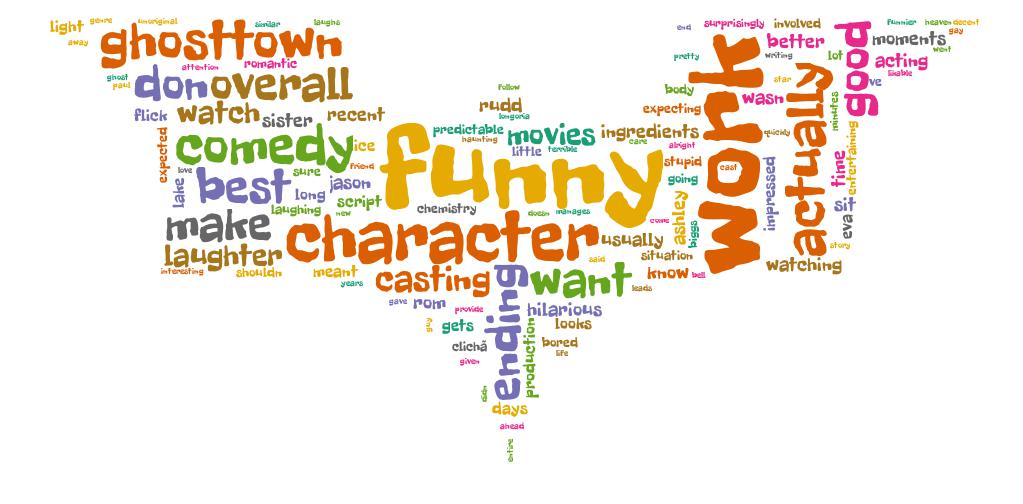 light
genre
unoriginal
similar
laughs
away
ghosttown
attention
romantic
ghost
paul
don
overall
flick
watch
sister
recent
expected
comedy
ice
love
sure
friend
lake
best
long
jason
script
laughing
new
make
laughter
interesting
shouldn
meant
years
follow
rudd
longoria
predictable
haunting
movies
little
terrible
ingredients
care
funny
chemistry
doesn
manages
character
usually
said
casting
want
situation
know
bell
leads
gave
rom
provide
ending
hilarious
guy
gets
looks
clichã
bored
life
given
production
didn
days
ahead
entire
end
surprisingly
involved
pretty
writing
better
body
star
expecting
wasn
alright
quickly
stupid
going
cast
work
actually
ashley
biggs
come
impressed
watching
story
good
lot
minutes
time
entertaining
sit
eva
ve
acting
likable
moments
funnier
heaven
decent
gay
went